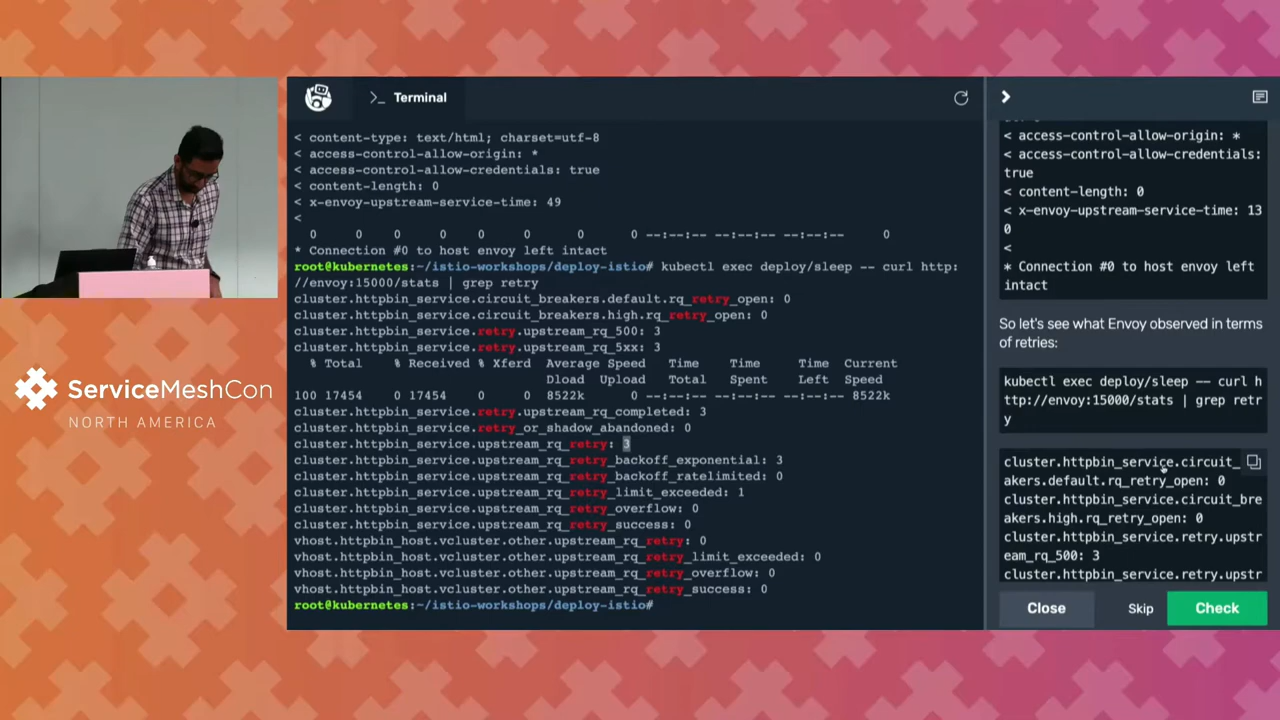 >_ Terminal
< content-type: text/html; charset=utf-8
< access-control-allow-origin: *
< access-control-allow-credentials: true
< content-length: 0
< x-envoy-upstream-service-time: 49
<
0 0 0 0 0 0 0 0 --:--:-- --:--:-- --:--:-- 0
* Connection #0 to host envoy left intact
root@kubernetes:~/istio-workshops/deploy-istio# kubectl exec deploy/sleep -- curl http:
//envoy:15000/stats | grep retry
cluster.httpbin_service.circuit_breakers.default.rq_retry_open: 0
cluster.httpbin_service.circuit_breakers.high.rq_retry_open: 0
cluster.httpbin_service.retry.upstream_rq_500: 3
cluster.httpbin_service.retry.upstream_rq_5xx: 3
% Total % Received % Xferd Average Speed Time Time Time Current
Dload Upload Total Spent Left Speed
100 17454 0 17454 0 0 8522k 0 --:--:-- --:--:-- --:--:-- 8522k
cluster.httpbin_service.retry.upstream_rq_completed: 3
cluster.httpbin_service.retry_or_shadow_abandoned: 0
cluster.httpbin_service.upstream_rq_retry: 3
cluster.httpbin_service.upstream_rq_retry_backoff_exponential: 3
cluster.httpbin_service.upstream_rq_retry_backoff_ratelimited: 0
cluster.httpbin_service.upstream_rq_retry_limit_exceeded: 1
cluster.httpbin_service.upstream_rq_retry_overflow: 0
cluster.httpbin_service.upstream_rq_retry_success: 0
vhost.httpbin_host.vcluster.other.upstream_rq_retry: 0
vhost.httpbin_host.vcluster.other.upstream_rq_retry_limit_exceeded: 0
vhost.httpbin_host.vcluster.other.upstream_rq_retry_overflow: 0
vhost.httpbin_host.vcluster.other.upstream_rq_retry_success: 0
root@kubernetes:~/istio-workshops/deploy-istio#
< access-control-allow-origin: *
< access-control-allow-credentials:
true
< content-length: 0
< x-envoy-upstream-service-time: 13
0
<
* Connection #0 to host envoy left
intact
So let's see what Envoy observed in terms
of retries:
kubectl exec deploy/sleep -- curl h
ttp://envoy:15000/stats | grep retr
y
cluster.httpbin_service.circuit_
akers.default.rq_retry_open: 0
cluster.httpbin_service.circuit_bre
akers.high.rq_retry_open: 0
cluster.httpbin_service.retry.upstr
eam_rq_500: 3
cluster.httpbin_service.retry.upstr
Close
Skip
Check
ServiceMeshCon
NORTH AMERICA